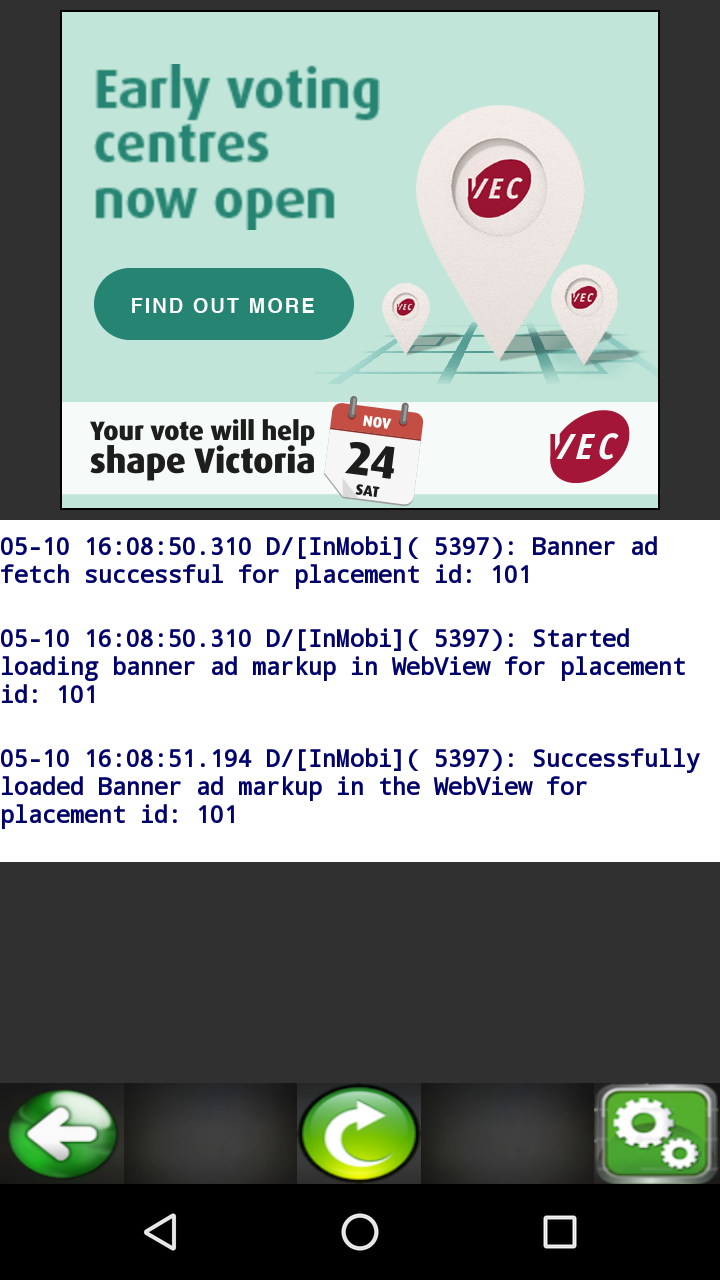 Early voting
centres
now open
VEC
VEC
VEC
FIND OUT MORE
Your vote will help
shape Victoria
NOV
24
SAT
VEC
05-10 16:08:50.310 D/[InMobi]( 5397): Banner ad
fetch successful for placement id: 101
05-10 16:08:50.310 D/[InMobi]( 5397): Started
loading banner ad markup in WebView for placement
id: 101
05-10 16:08:51.194 D/[InMobi]( 5397): Successfully
loaded Banner ad markup in the WebView for
placement id: 101